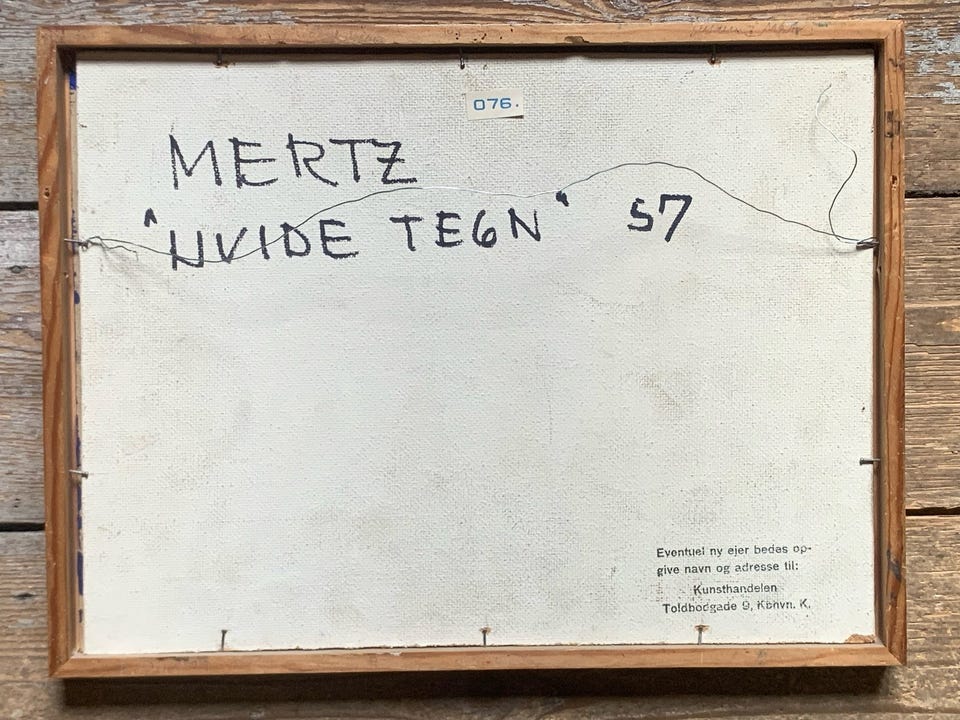 076.
MERTZ
"HVIDE TEGN" 57
Eventuel ny ejer bedes op-
give navn og adresse til:
Kunsthandelen
Toldbodgade 9, Kbhvn. K.